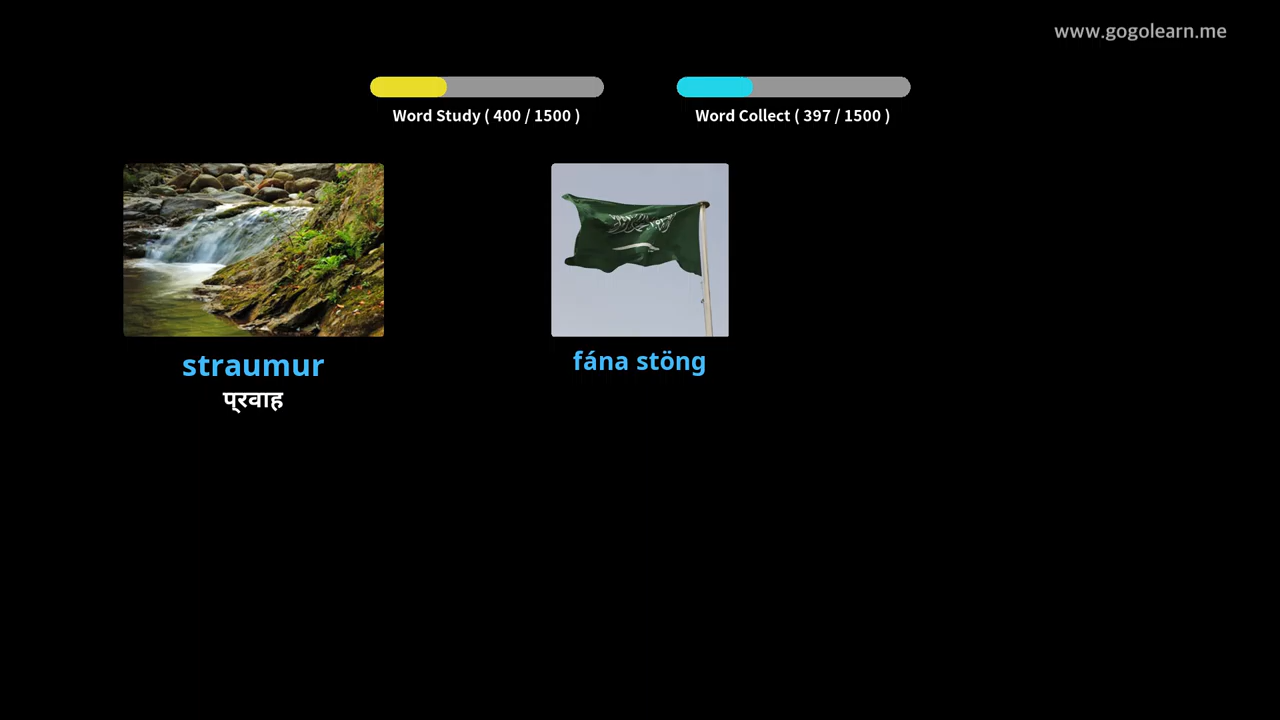 www.gogolearn.me
Word Study ( 400 / 1500 )
Word Collect ( 397 / 1500 )
straumur
प्रवाह
fána stöng